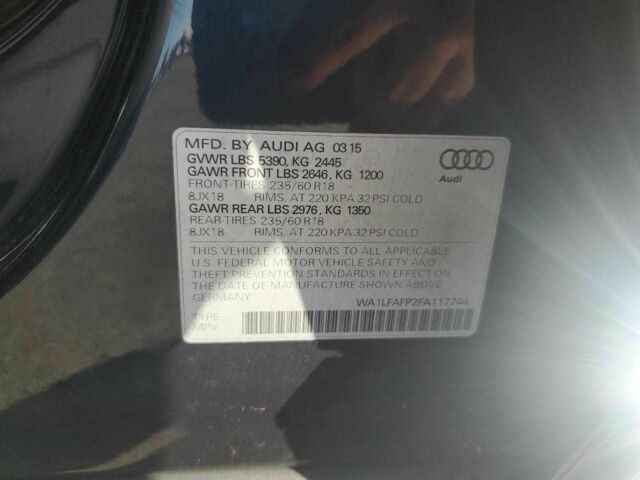 MFD. BY AUDI AG 03 15
GVWR LBS 5390, KG 2445
GAWR FRONT LBS 2646, KG 1200
FRONT-TIRES 235/60 R18
8JX18 RIMS, AT 220 KPA 32 PSI COLD
GAWR REAR LBS 2976, KG 1350
REAR-TIRES 235/60 R18
8JX18 RIMS, AT 220 KPA 32 PSI COLD
Audi
THIS VEHICLE CONFORMS TO ALL APPLICABLE
U.S. FEDERAL MOTOR VEHICLE SAFETY AND
THEFT PREVENTION STANDARDS IN EFFECT ON
THE DATE OF MANUFACTURE SHOWN ABOVE
GERMANY
WA1LFAFP2FA117744
TYPE:
MPV